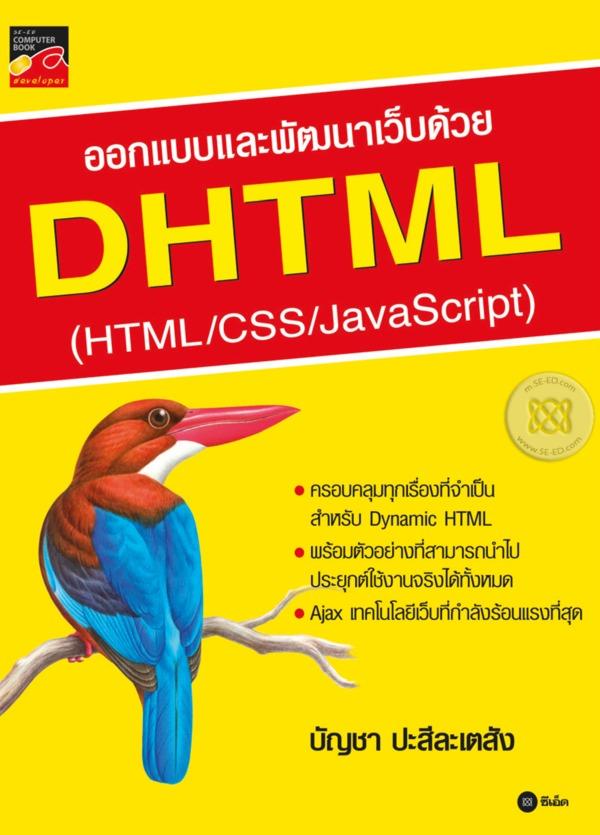 SE-ED
COMPUTER
BOOK
developer
ออกแบบและพัฒนาเว็บด้วย
DHTML
(HTML/CSS/JavaScript)
m.SE-ED.com
www.SE-ED.com
• ครอบคลุมทุกเรื่องที่จำเป็น
สำหรับ Dynamic HTML
• พร้อมตัวอย่างที่สามารถนำไป
ประยุกต์ใช้งานจริงได้ทั้งหมด
• Ajax เทคโนโลยีเว็บที่กำลังร้อนแรงที่สุด
บัญชา ปะสีละเตสัง
ซีเอ็ด